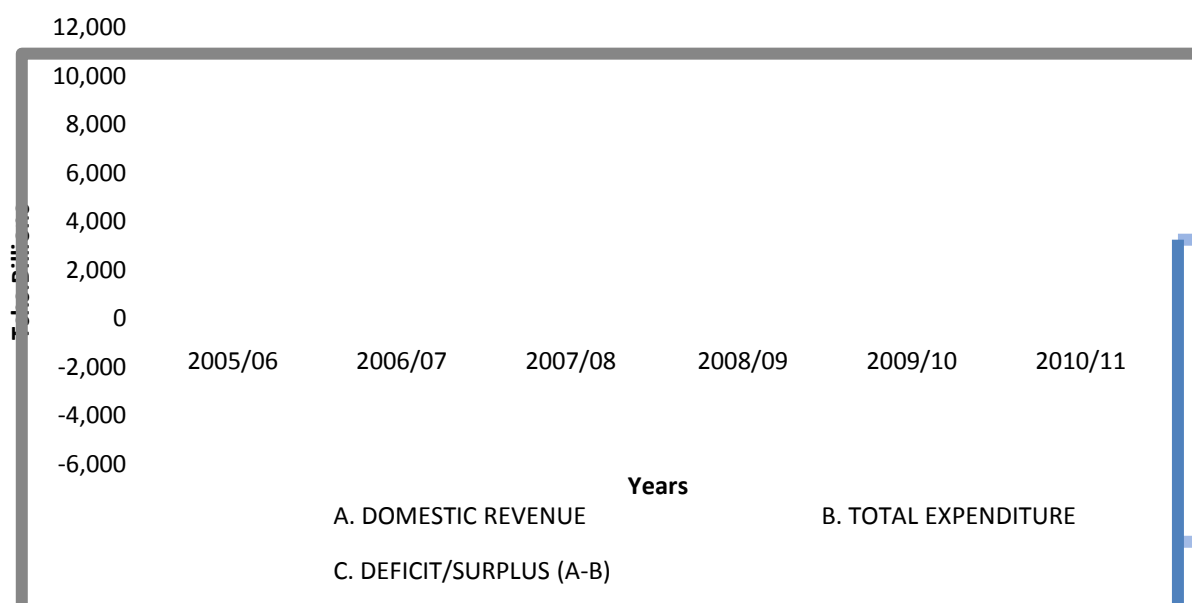 12,000
10,000
8,000
6,000
4,000
2,000
0
-2,000
-4,000
-6,000
2005/06 2006/07 2007/08 2008/09 2009/10 2010/11
Years
A. DOMESTIC REVENUE B. TOTAL EXPENDITURE
C. DEFICIT/SURPLUS (A-B)